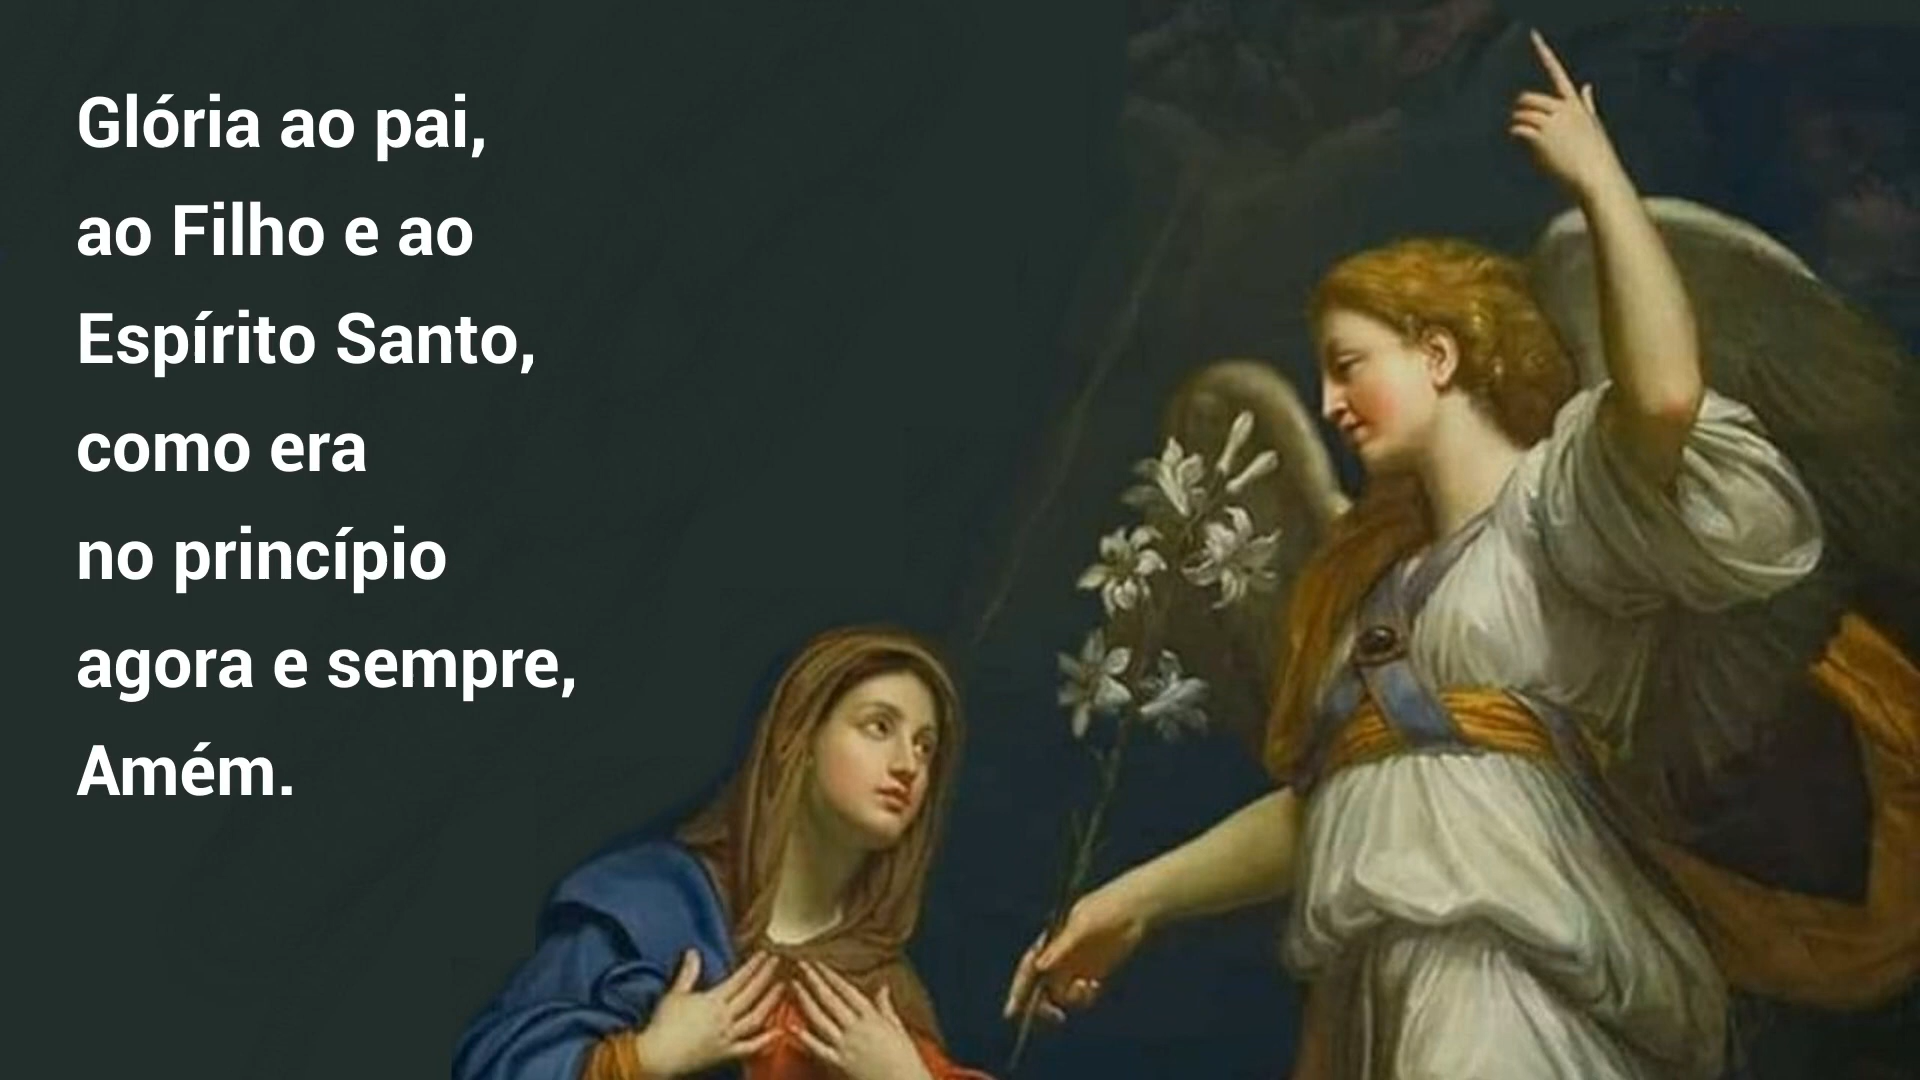 Glória ao pai,
ao Filho e ao
Espírito Santo,
como era
no princípio
agora e sempre,
Amém.